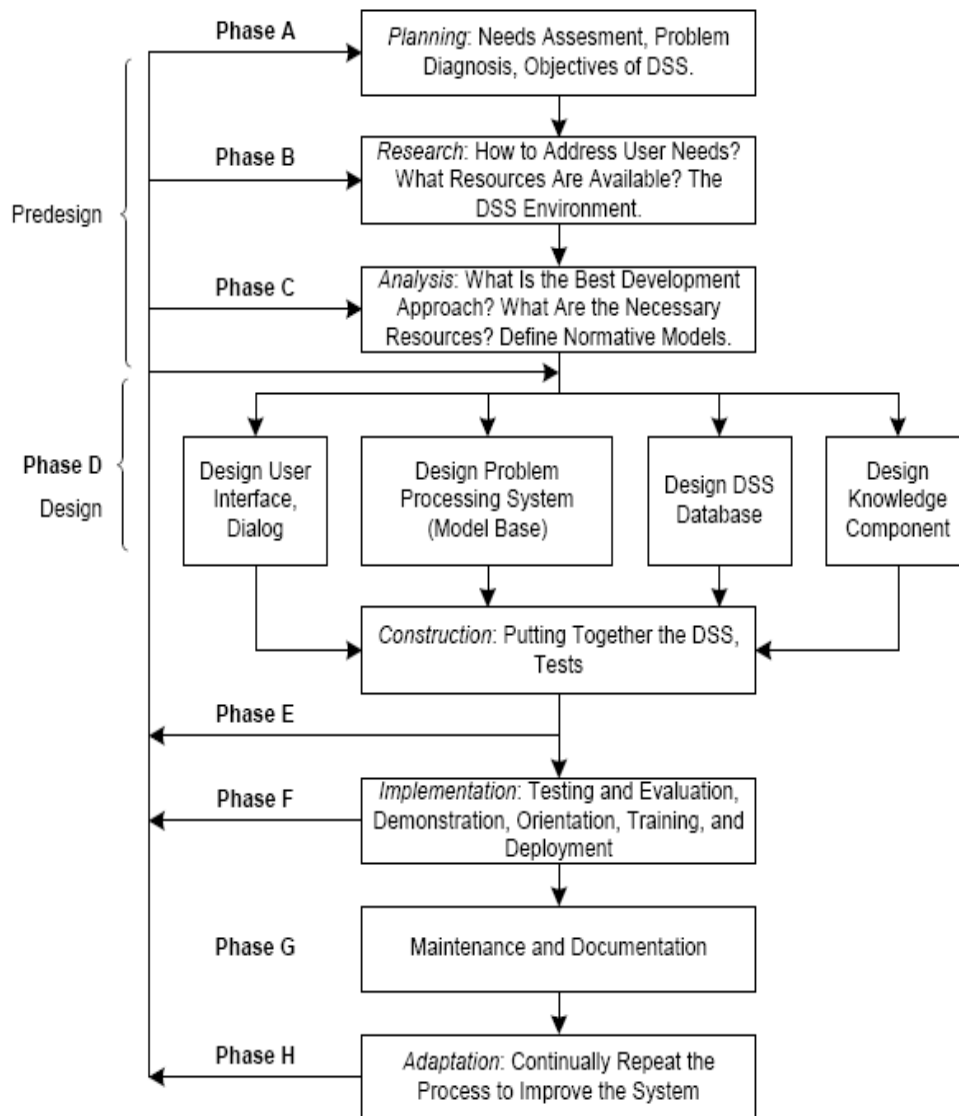 Phase A
Planning: Needs Assesment, Problem
Diagnosis, Objectives of DSS.
Phase B
Research: How to Address User Needs?
What Resources Are Available? The
DSS Environment.
Predesign
Phase C
Analysis: What Is the Best Development
Approach? What Are the Necessary
Resources? Define Normative Models.
Phase D
Design
Design User
Interface,
Dialog
Design Problem
Processing System
(Model Base)
Design DSS
Database
Design
Knowledge
Component
Construction: Putting Together the DSS,
Tests
Phase E
Phase F
Implementation: Testing and Evaluation,
Demonstration, Orientation, Training, and
Deployment
Phase G
Maintenance and Documentation
Phase H
Adaptation: Continually Repeat the
Process to Improve the System